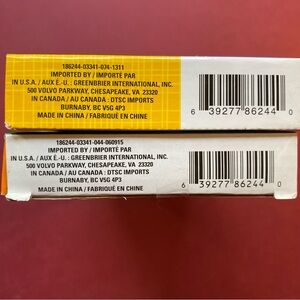 186244-03341-074-1311
IMPORTED BY / IMPORTÉ PAR
IN U.S.A. / AUX É.-U. : GREENBRIER INTERNATIONAL, INC.
500 VOLVO PARKWAY, CHESAPEAKE, VA 23320
IN CANADA / AU CANADA : DTSC IMPORTS
BURNABY, BC V5G 4P3
MADE IN CHINA / FABRIQUÉ EN CHINE
6 39277 86244 0
186244-03341-044-060915
IMPORTED BY / IMPORTÉ PAR
IN U.S.A. / AUX É.-U. : GREENBRIER INTERNATIONAL, INC.
500 VOLVO PARKWAY, CHESAPEAKE, VA 23320
IN CANADA / AU CANADA : DTSC IMPORTS
BURNABY, BC V5G 4P3
MADE IN CHINA / FABRIQUÉ EN CHINE
6 39277 86244 0